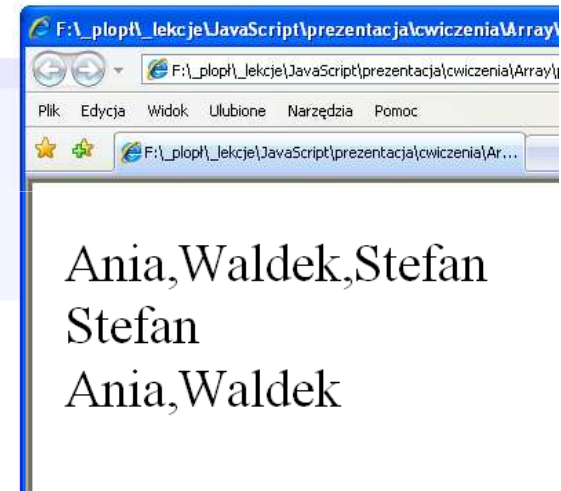 F:\_plopł\_lekcje\JavaScript\prezentacja\cwiczenia\Array\
F:\_plopł\_lekcje\JavaScript\prezentacja\cwiczenia\Array\
Plik Edycja Widok Ulubione Narzędzia Pomoc
F:\_plopł\_lekcje\JavaScript\prezentacja\cwiczenia\Ar...
Ania,Waldek,Stefan
Stefan
Ania,Waldek